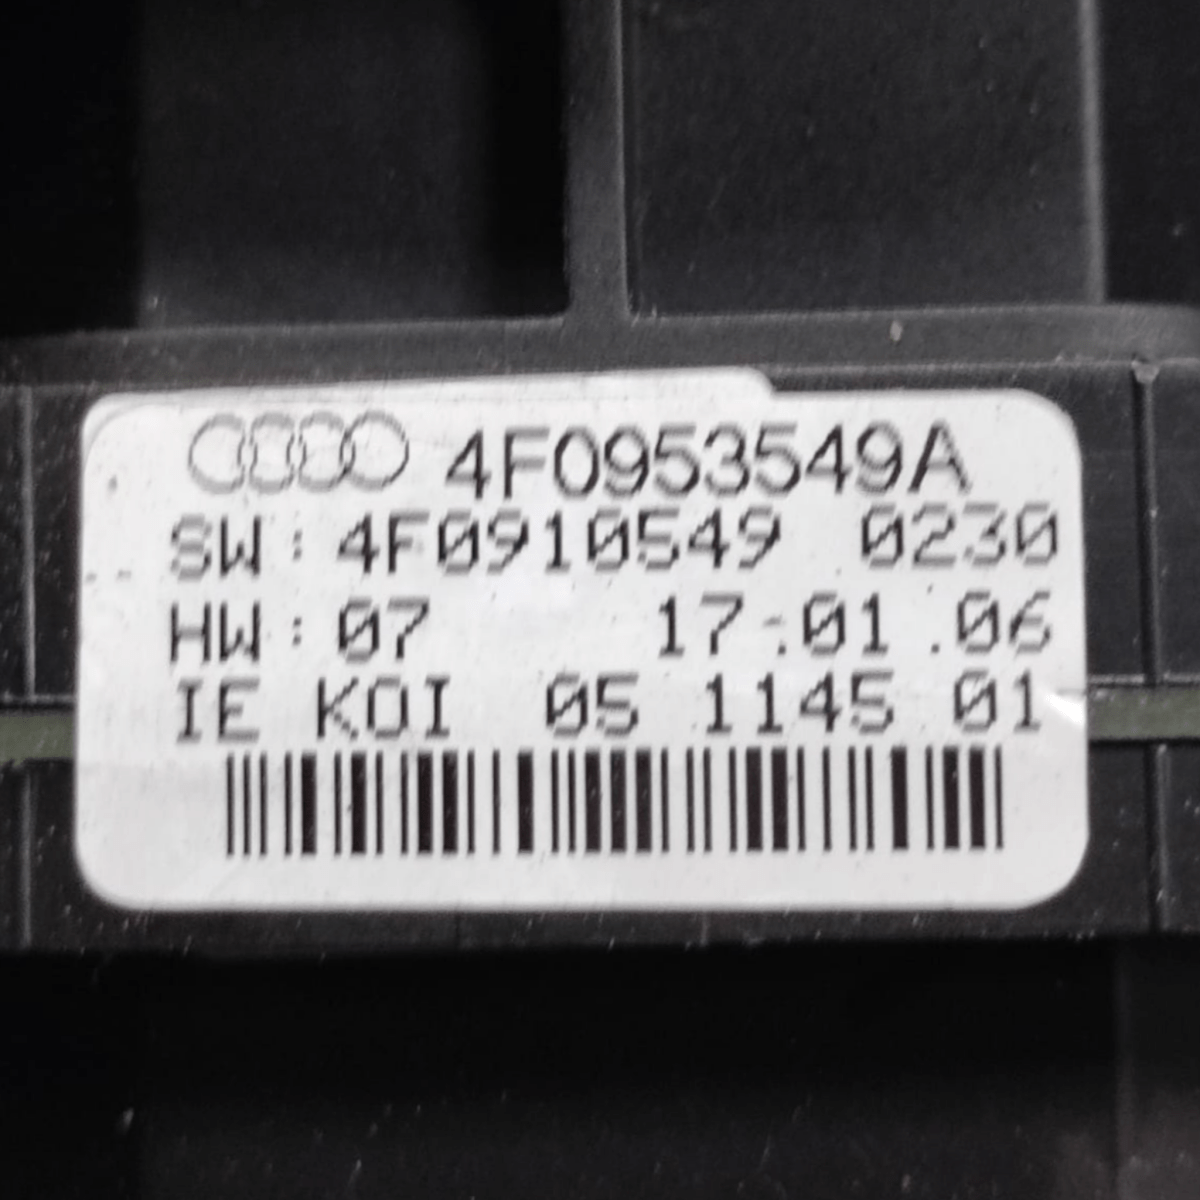 4F0953549A
SW: 4F0910549 0230
HW: 07 17.01.06
IE KOI 05 1145 01